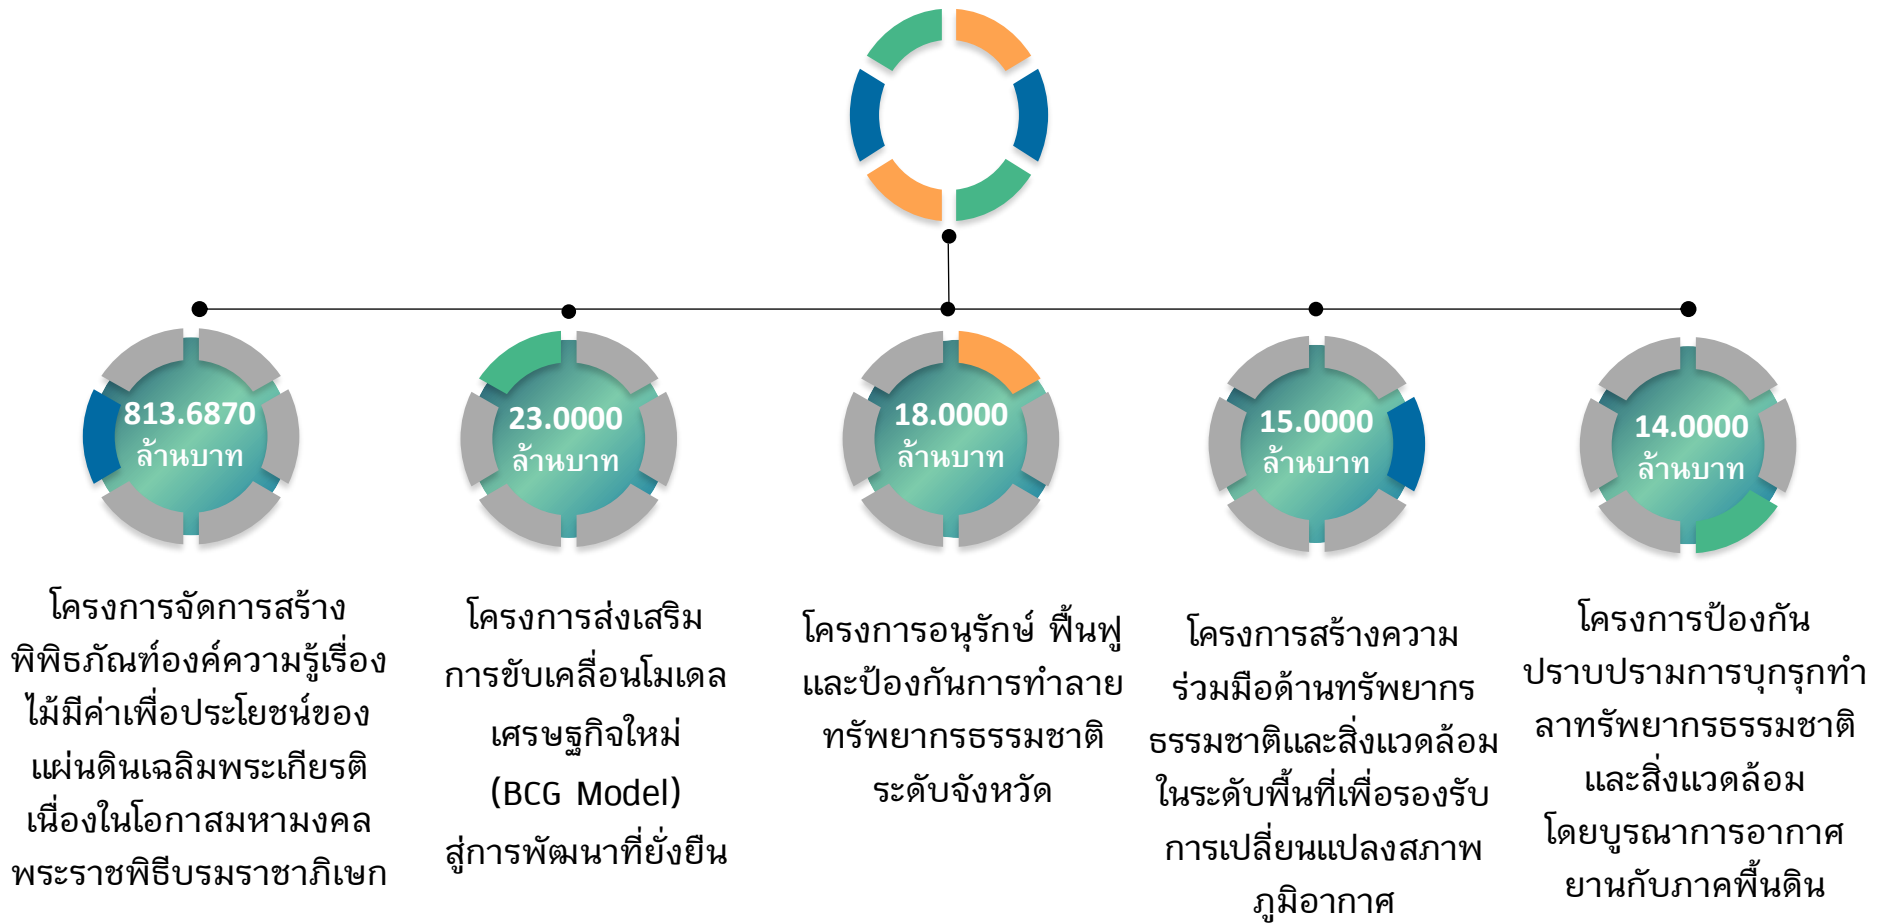 813.6870
ล้านบาท
โครงการจัดการสร้าง
พิพิธภัณฑ์องค์ความรู้เรื่อง
ไม้มีค่าเพื่อประโยชน์ของ
แผ่นดินเฉลิมพระเกียรติ
เนื่องในโอกาสมหามงคล
พระราชพิธีบรมราชาภิเษก
23.0000
ล้านบาท
โครงการส่งเสริม
การขับเคลื่อนโมเดล
เศรษฐกิจใหม่
(BCG Model)
สู่การพัฒนาที่ยั่งยืน
18.0000
ล้านบาท
โครงการอนุรักษ์ ฟื้นฟู
และป้องกันการทำลาย
ทรัพยากรธรรมชาติ
ระดับจังหวัด
15.0000
ล้านบาท
โครงการสร้างความ
ร่วมมือด้านทรัพยากร
ธรรมชาติและสิ่งแวดล้อม
ในระดับพื้นที่เพื่อรองรับ
การเปลี่ยนแปลงสภาพ
ภูมิอากาศ
14.0000
ล้านบาท
โครงการป้องกัน
ปราบปรามการบุกรุกทำ
ลาทรัพยากรธรรมชาติ
และสิ่งแวดล้อม
โดยบูรณาการอากาศ
ยานกับภาคพื้นดิน